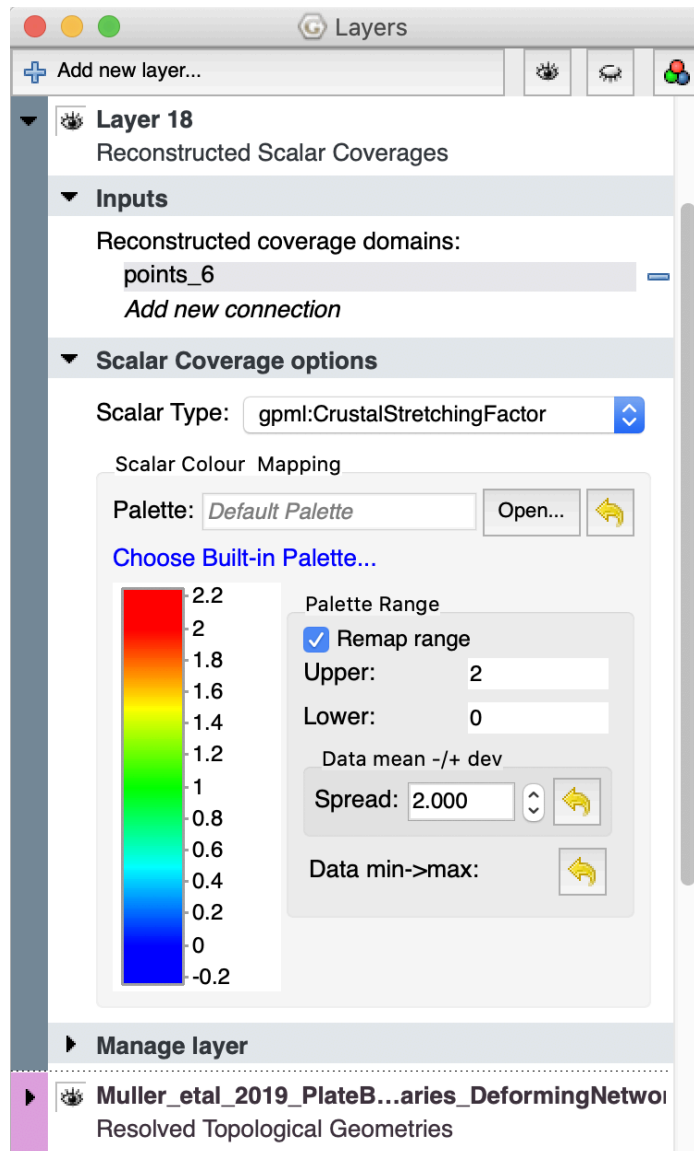 Layers
Add new layer...
Layer 18
Reconstructed Scalar Coverages
Inputs
Reconstructed coverage domains:
points_6
Add new connection
Scalar Coverage options
Scalar Type: gpml:CrustalStretchingFactor
Scalar Colour Mapping
Palette: Default Palette Open...
Choose Built-in Palette...
2.2
2
1.8
1.6
1.4
1.2
1
0.8
0.6
0.4
0.2
0
-0.2
Palette Range
Remap range
Upper: 2
Lower: 0
Data mean -/+ dev
Spread: 2.000
Data min->max:
Manage layer
Muller_etal_2019_PlateB...aries_DeformingNetwor
Resolved Topological Geometries